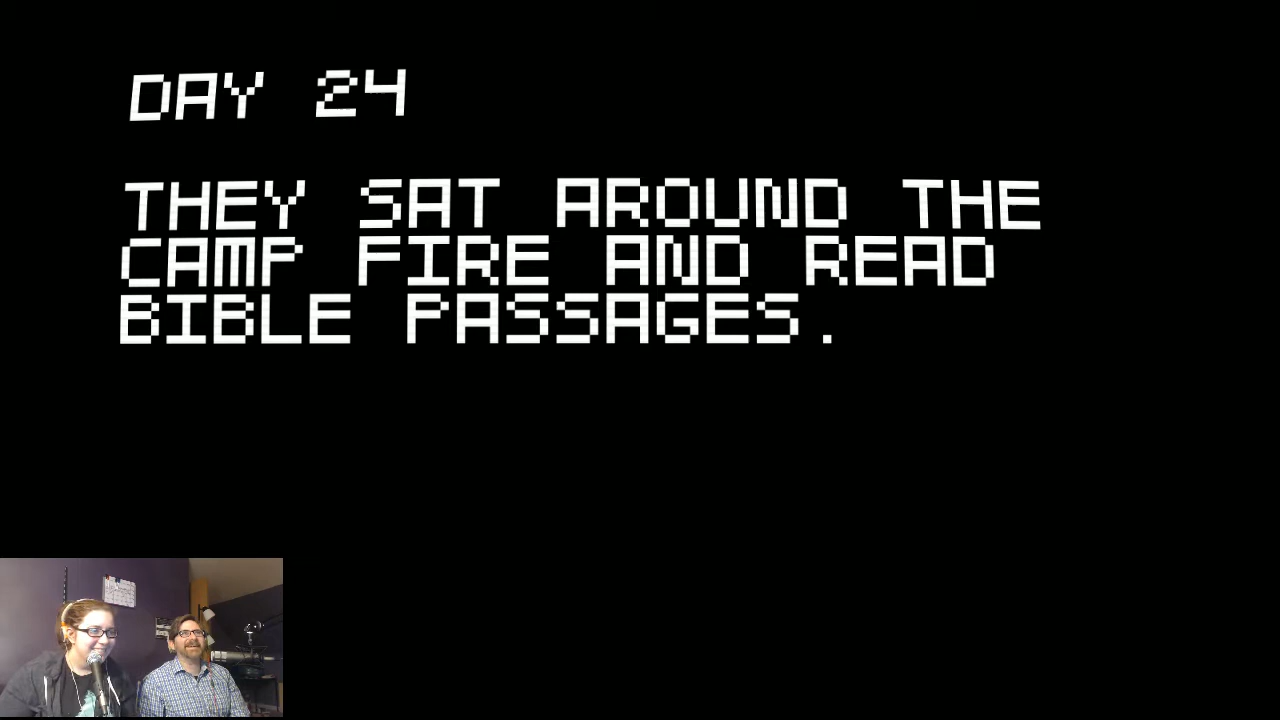 DAY 24
THEY SAT AROUND THE
CAMP FIRE AND READ
BIBLE PASSAGES.